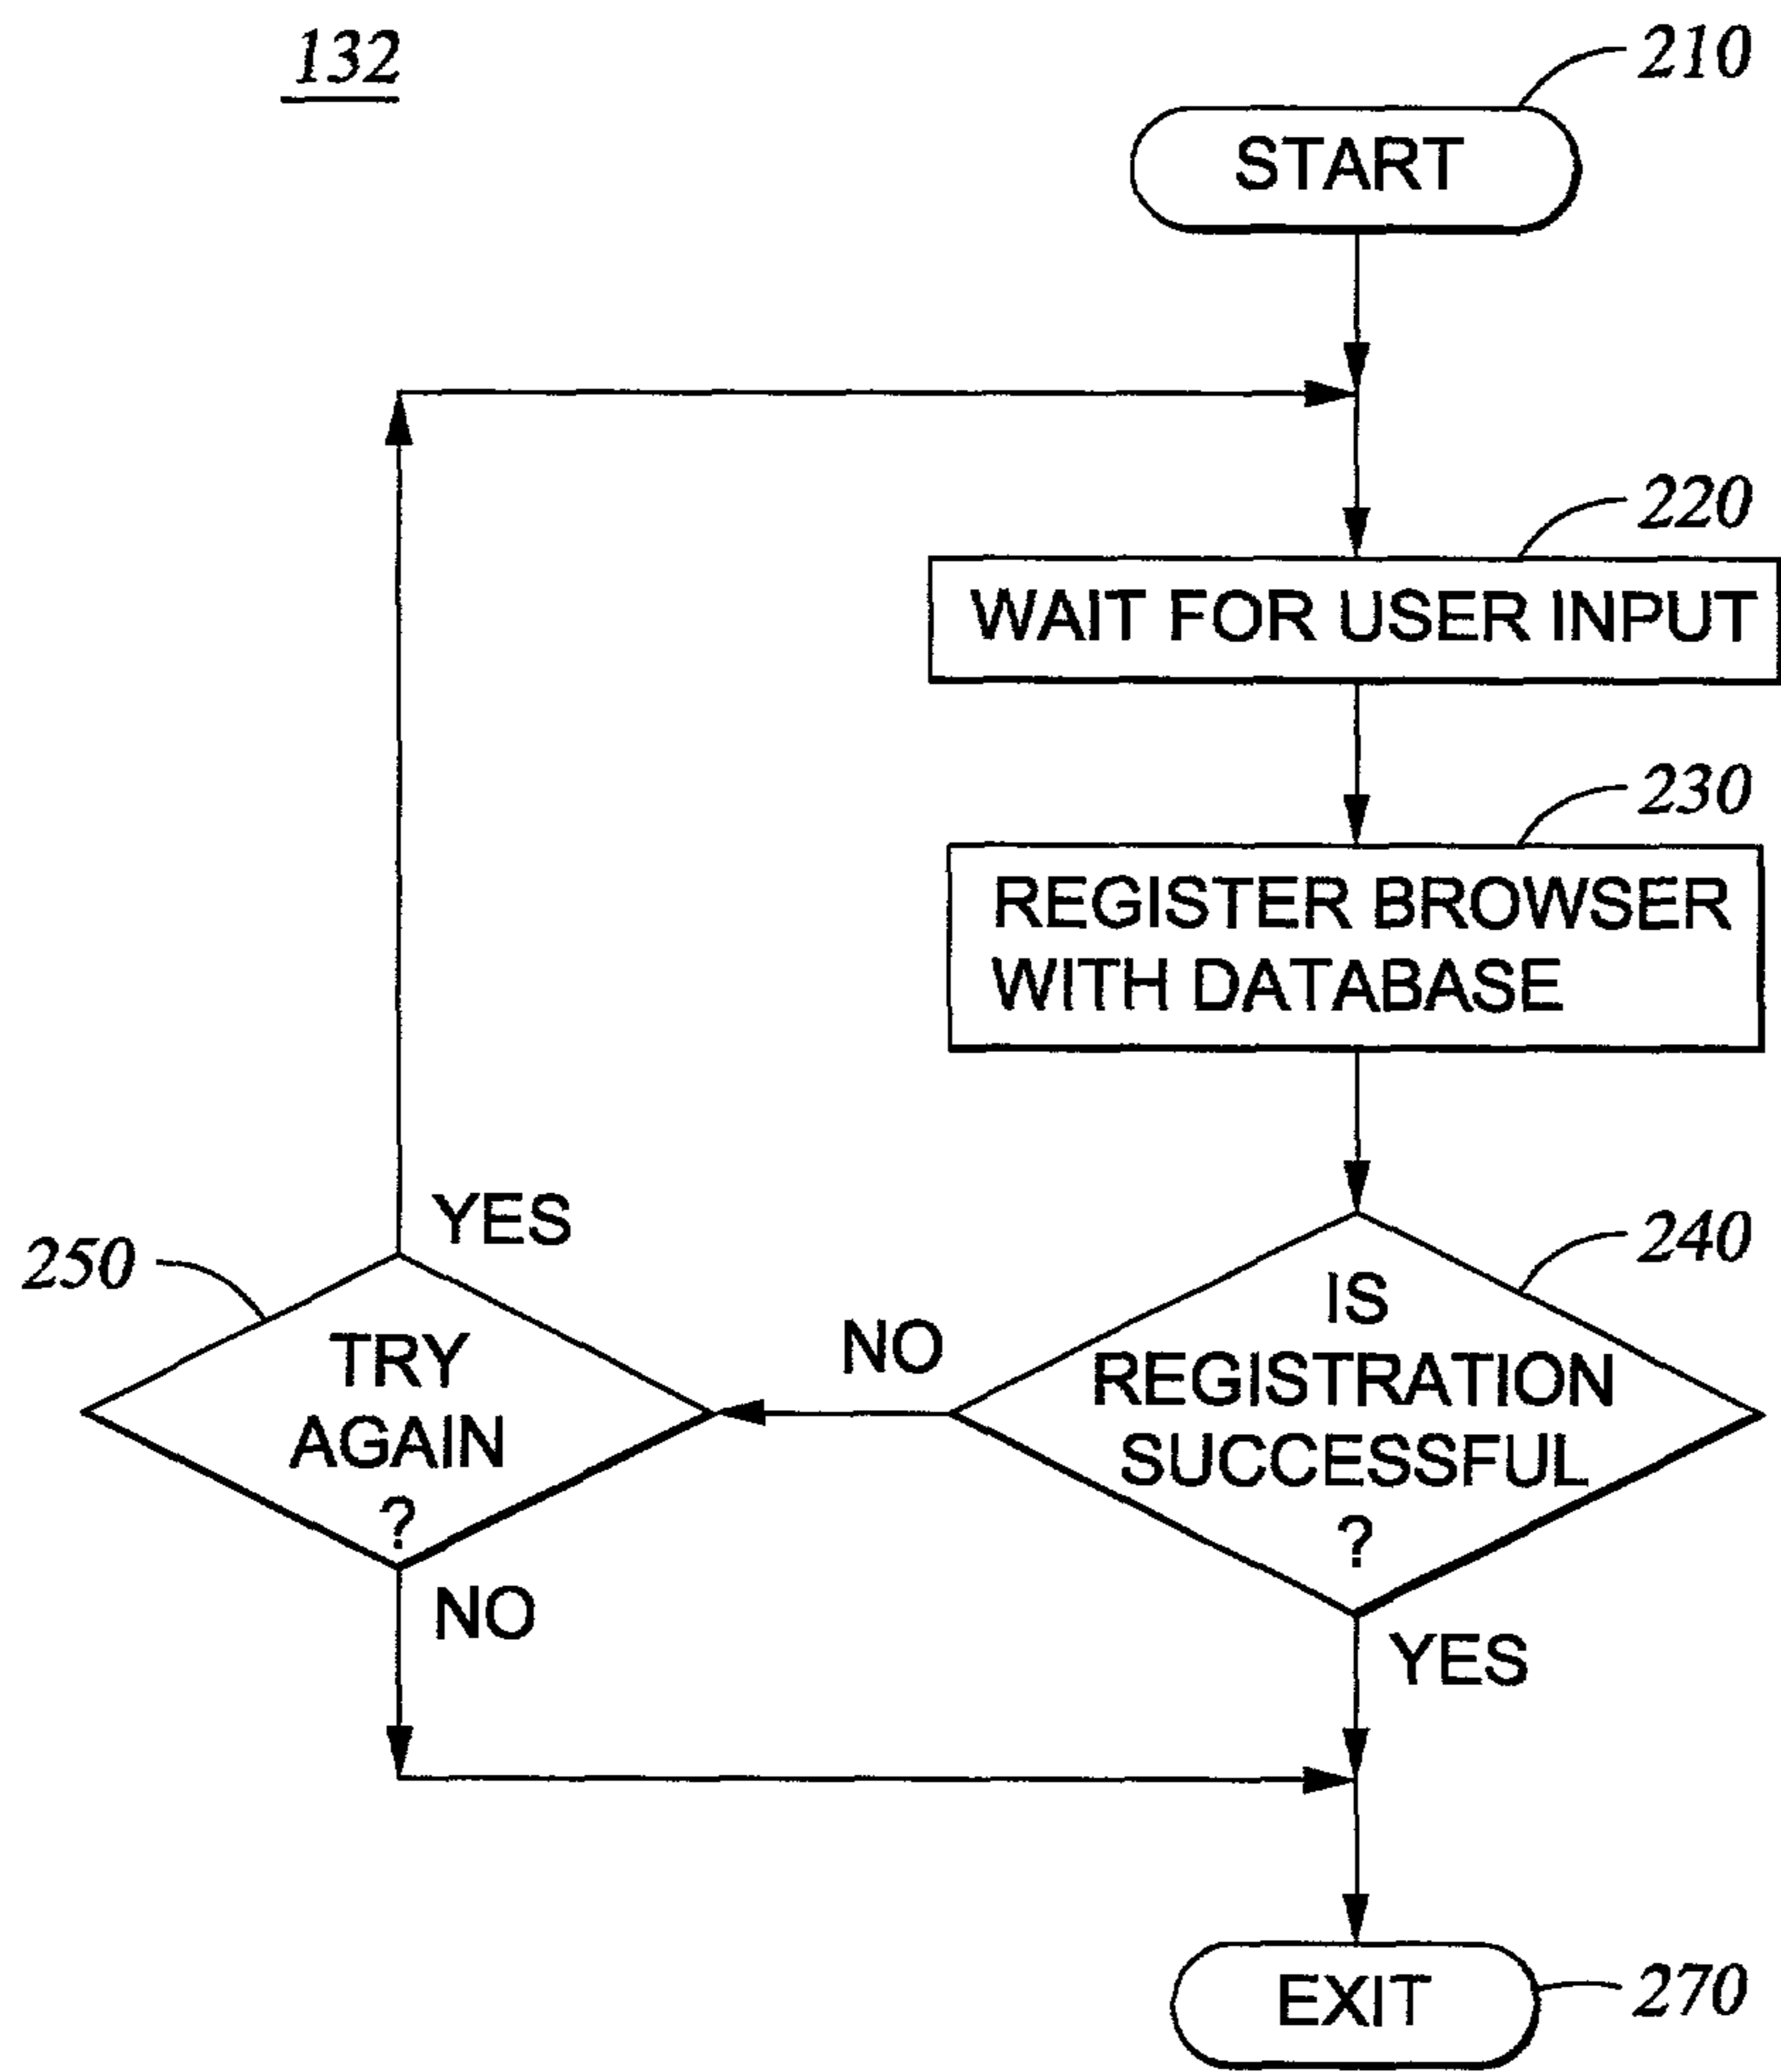 132
210
START
220
WAIT FOR USER INPUT
230
REGISTER BROWSER
WITH DATABASE
240
IS
REGISTRATION
SUCCESSFUL
?
YES
NO
250
TRY
AGAIN
?
YES
NO
EXIT
270